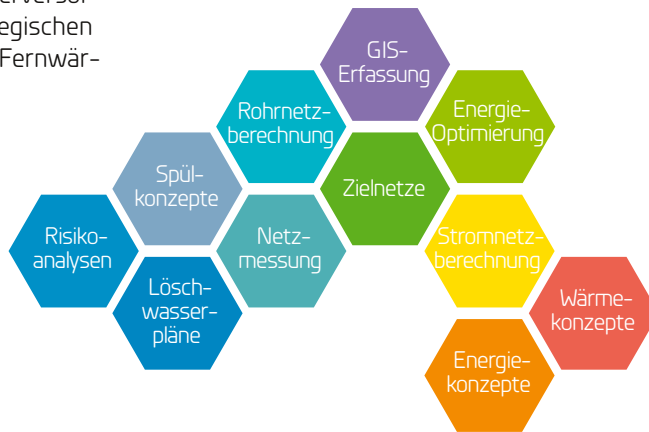 egischen
Fernwär-
GIS-
Erfassung
Rohrnetz-
berechnung
Energie-
Optimierung
Spül-
konzepte
Zielnetze
Risiko-
analysen
Netz-
messung
Stromnetz-
berechnung
Lösch-
wasser-
pläne
Wärme-
konzepte
Energie-
konzepte